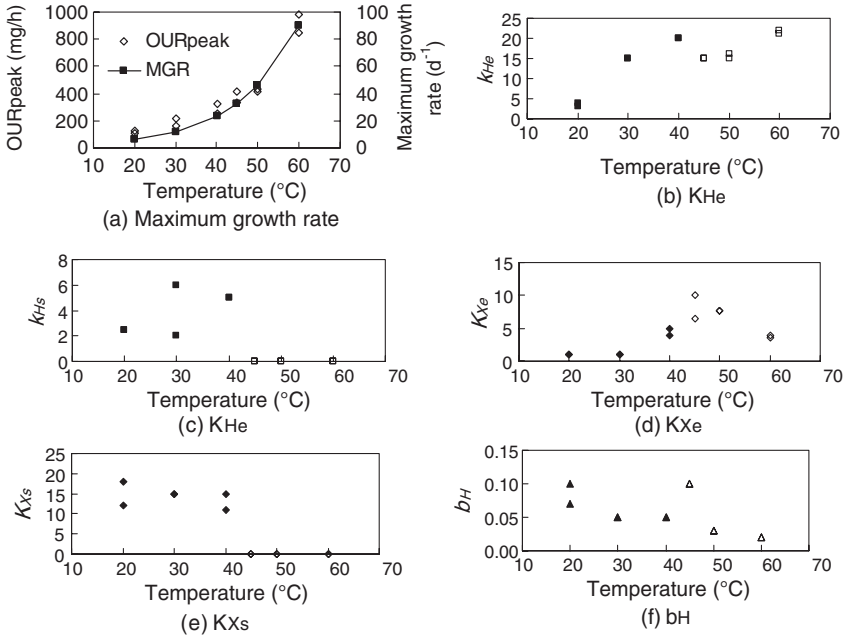 OURpeak (mg/h)
1000
800
600
400
200
0
OURpeak
MGR
100
80
60
40
20
0
Maximum growth
rate (d-1)
10 20 30 40 50 60 70
Temperature (°C)
(a) Maximum growth rate
kHe
25
20
15
10
5
0
10 20 30 40 50 60 70
Temperature (°C)
(b) KHe
kHs
8
6
4
2
0
10 20 30 40 50 60 70
Temperature (°C)
(c) KHe
KXe
15
10
5
0
10 20 30 40 50 60 70
Temperature (°C)
(d) KXe
KXs
25
20
15
10
5
0
10 20 30 40 50 60 70
Temperature (°C)
(e) KXs
bH
0.15
0.10
0.05
0.00
10 20 30 40 50 60 70
Temperature (°C)
(f) bH